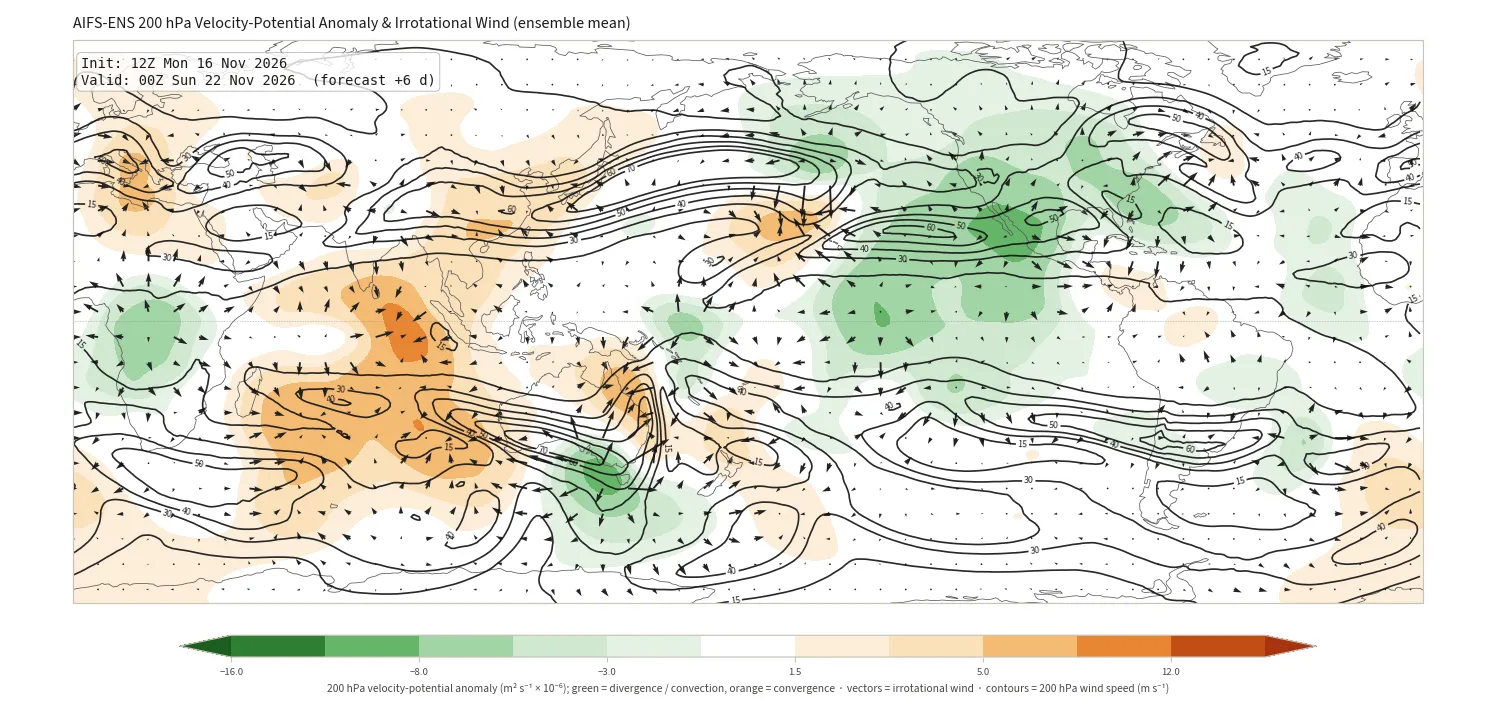 AIFS-ENS 200 hPa Velocity-Potential Anomaly & Irrotational Wind (ensemble mean)
Init: 12Z Mon 16 Nov 2026
Valid: 00Z Sun 22 Nov 2026  (forecast +6 d)
−16.0 −8.0 −3.0 1.5 5.0 12.0
200 hPa velocity-potential anomaly (m² s⁻¹ × 10⁻⁶); green = divergence / convection, orange = convergence · vectors = irrotational wind · contours = 200 hPa wind speed (m s⁻¹)